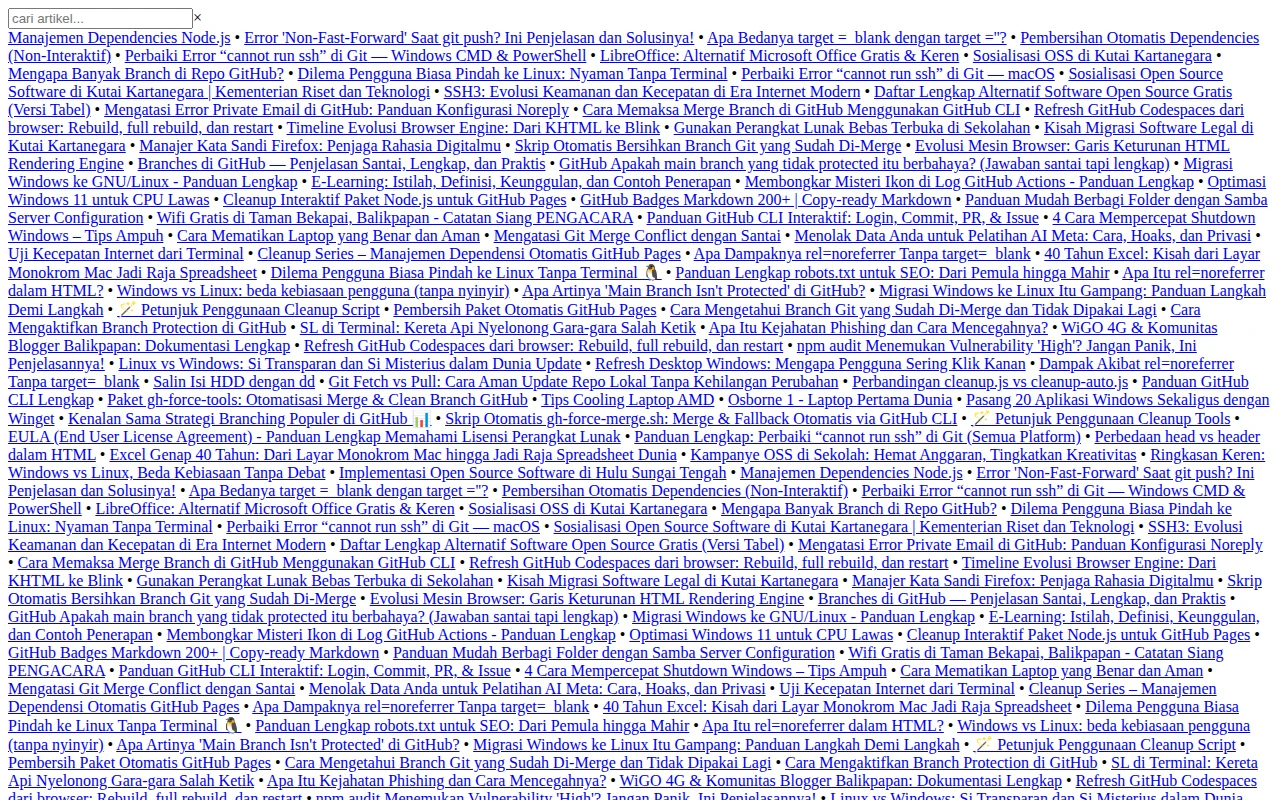 cari artikel... ×
Manajemen Dependencies Node.js • Error 'Non-Fast-Forward' Saat git push? Ini Penjelasan dan Solusinya! • Apa Bedanya target =_blank dengan target =''? • Pembersihan Otomatis Dependencies
(Non-Interaktif) • Perbaiki Error “cannot run ssh” di Git — Windows CMD & PowerShell • LibreOffice: Alternatif Microsoft Office Gratis & Keren • Sosialisasi OSS di Kutai Kartanegara •
Mengapa Banyak Branch di Repo GitHub? • Dilema Pengguna Biasa Pindah ke Linux: Nyaman Tanpa Terminal • Perbaiki Error “cannot run ssh” di Git — macOS • Sosialisasi Open Source
Software di Kutai Kartanegara | Kementerian Riset dan Teknologi • SSH3: Evolusi Keamanan dan Kecepatan di Era Internet Modern • Daftar Lengkap Alternatif Software Open Source Gratis
(Versi Tabel) • Mengatasi Error Private Email di GitHub: Panduan Konfigurasi Noreply • Cara Memaksa Merge Branch di GitHub Menggunakan GitHub CLI • Refresh GitHub Codespaces dari
browser: Rebuild, full rebuild, dan restart • Timeline Evolusi Browser Engine: Dari KHTML ke Blink • Gunakan Perangkat Lunak Bebas Terbuka di Sekolahan • Kisah Migrasi Software Legal di
Kutai Kartanegara • Manajer Kata Sandi Firefox: Penjaga Rahasia Digitalmu • Skrip Otomatis Bersihkan Branch Git yang Sudah Di-Merge • Evolusi Mesin Browser: Garis Keturunan HTML
Rendering Engine • Branches di GitHub — Penjelasan Santai, Lengkap, dan Praktis • GitHub Apakah main branch yang tidak protected itu berbahaya? (Jawaban santai tapi lengkap) • Migrasi
Windows ke GNU/Linux - Panduan Lengkap • E-Learning: Istilah, Definisi, Keunggulan, dan Contoh Penerapan • Membongkar Misteri Ikon di Log GitHub Actions - Panduan Lengkap • Optimasi
Windows 11 untuk CPU Lawas • Cleanup Interaktif Paket Node.js untuk GitHub Pages • GitHub Badges Markdown 200+ | Copy-ready Markdown • Panduan Mudah Berbagi Folder dengan Samba
Server Configuration • Wifi Gratis di Taman Bekapai, Balikpapan - Catatan Siang PENGACARA • Panduan GitHub CLI Interaktif: Login, Commit, PR, & Issue • 4 Cara Mempercepat Shutdown
Windows – Tips Ampuh • Cara Mematikan Laptop yang Benar dan Aman • Mengatasi Git Merge Conflict dengan Santai • Menolak Data Anda untuk Pelatihan AI Meta: Cara, Hoaks, dan Privasi •
Uji Kecepatan Internet dari Terminal • Cleanup Series – Manajemen Dependensi Otomatis GitHub Pages • Apa Dampaknya rel=noreferrer Tanpa target=_blank • 40 Tahun Excel: Kisah dari Layar
Monokrom Mac Jadi Raja Spreadsheet • Dilema Pengguna Biasa Pindah ke Linux Tanpa Terminal 🐧 • Panduan Lengkap robots.txt untuk SEO: Dari Pemula hingga Mahir • Apa Itu rel=noreferrer
dalam HTML? • Windows vs Linux: beda kebiasaan pengguna (tanpa nyinyir) • Apa Artinya 'Main Branch Isn't Protected' di GitHub? • Migrasi Windows ke Linux Itu Gampang: Panduan Langkah
Demi Langkah • 🪄 Petunjuk Penggunaan Cleanup Script • Pembersih Paket Otomatis GitHub Pages • Cara Mengetahui Branch Git yang Sudah Di-Merge dan Tidak Dipakai Lagi • Cara
Mengaktifkan Branch Protection di GitHub • SL di Terminal: Kereta Api Nyelonong Gara-gara Salah Ketik • Apa Itu Kejahatan Phishing dan Cara Mencegahnya? • WiGO 4G & Komunitas
Blogger Balikpapan: Dokumentasi Lengkap • Refresh GitHub Codespaces dari browser: Rebuild, full rebuild, dan restart • npm audit Menemukan Vulnerability 'High'? Jangan Panik, Ini
Penjelasannya! • Linux vs Windows: Si Transparan dan Si Misterius dalam Dunia Update • Refresh Desktop Windows: Mengapa Pengguna Sering Klik Kanan • Dampak Akibat rel=noreferrer
Tanpa target=_blank • Salin Isi HDD dengan dd • Git Fetch vs Pull: Cara Aman Update Repo Lokal Tanpa Kehilangan Perubahan • Perbandingan cleanup.js vs cleanup-auto.js • Panduan GitHub
CLI Lengkap • Paket gh-force-tools: Otomatisasi Merge & Clean Branch GitHub • Tips Cooling Laptop AMD • Osborne 1 - Laptop Pertama Dunia • Pasang 20 Aplikasi Windows Sekaligus dengan
Winget • Kenalan Sama Strategi Branching Populer di GitHub 📊 • Skrip Otomatis gh-force-merge.sh: Merge & Fallback Otomatis via GitHub CLI • 🪄 Petunjuk Penggunaan Cleanup Tools •
EULA (End User License Agreement) - Panduan Lengkap Memahami Lisensi Perangkat Lunak • Panduan Lengkap: Perbaiki “cannot run ssh” di Git (Semua Platform) • Perbedaan head vs header
dalam HTML • Excel Genap 40 Tahun: Dari Layar Monokrom Mac hingga Jadi Raja Spreadsheet Dunia • Kampanye OSS di Sekolah: Hemat Anggaran, Tingkatkan Kreativitas • Ringkasan Keren:
Windows vs Linux, Beda Kebiasaan Tanpa Debat • Implementasi Open Source Software di Hulu Sungai Tengah • Manajemen Dependencies Node.js • Error 'Non-Fast-Forward' Saat git push? Ini
Penjelasan dan Solusinya! • Apa Bedanya target =_blank dengan target =''? • Pembersihan Otomatis Dependencies (Non-Interaktif) • Perbaiki Error “cannot run ssh” di Git — Windows CMD &
PowerShell • LibreOffice: Alternatif Microsoft Office Gratis & Keren • Sosialisasi OSS di Kutai Kartanegara • Mengapa Banyak Branch di Repo GitHub? • Dilema Pengguna Biasa Pindah ke
Linux: Nyaman Tanpa Terminal • Perbaiki Error “cannot run ssh” di Git — macOS • Sosialisasi Open Source Software di Kutai Kartanegara | Kementerian Riset dan Teknologi • SSH3: Evolusi
Keamanan dan Kecepatan di Era Internet Modern • Daftar Lengkap Alternatif Software Open Source Gratis (Versi Tabel) • Mengatasi Error Private Email di GitHub: Panduan Konfigurasi Noreply
• Cara Memaksa Merge Branch di GitHub Menggunakan GitHub CLI • Refresh GitHub Codespaces dari browser: Rebuild, full rebuild, dan restart • Timeline Evolusi Browser Engine: Dari
KHTML ke Blink • Gunakan Perangkat Lunak Bebas Terbuka di Sekolahan • Kisah Migrasi Software Legal di Kutai Kartanegara • Manajer Kata Sandi Firefox: Penjaga Rahasia Digitalmu • Skrip
Otomatis Bersihkan Branch Git yang Sudah Di-Merge • Evolusi Mesin Browser: Garis Keturunan HTML Rendering Engine • Branches di GitHub — Penjelasan Santai, Lengkap, dan Praktis •
GitHub Apakah main branch yang tidak protected itu berbahaya? (Jawaban santai tapi lengkap) • Migrasi Windows ke GNU/Linux - Panduan Lengkap • E-Learning: Istilah, Definisi, Keunggulan,
dan Contoh Penerapan • Membongkar Misteri Ikon di Log GitHub Actions - Panduan Lengkap • Optimasi Windows 11 untuk CPU Lawas • Cleanup Interaktif Paket Node.js untuk GitHub Pages •
GitHub Badges Markdown 200+ | Copy-ready Markdown • Panduan Mudah Berbagi Folder dengan Samba Server Configuration • Wifi Gratis di Taman Bekapai, Balikpapan - Catatan Siang
PENGACARA • Panduan GitHub CLI Interaktif: Login, Commit, PR, & Issue • 4 Cara Mempercepat Shutdown Windows – Tips Ampuh • Cara Mematikan Laptop yang Benar dan Aman •
Mengatasi Git Merge Conflict dengan Santai • Menolak Data Anda untuk Pelatihan AI Meta: Cara, Hoaks, dan Privasi • Uji Kecepatan Internet dari Terminal • Cleanup Series – Manajemen
Dependensi Otomatis GitHub Pages • Apa Dampaknya rel=noreferrer Tanpa target=_blank • 40 Tahun Excel: Kisah dari Layar Monokrom Mac Jadi Raja Spreadsheet • Dilema Pengguna Biasa
Pindah ke Linux Tanpa Terminal 🐧 • Panduan Lengkap robots.txt untuk SEO: Dari Pemula hingga Mahir • Apa Itu rel=noreferrer dalam HTML? • Windows vs Linux: beda kebiasaan pengguna
(tanpa nyinyir) • Apa Artinya 'Main Branch Isn't Protected' di GitHub? • Migrasi Windows ke Linux Itu Gampang: Panduan Langkah Demi Langkah • 🪄 Petunjuk Penggunaan Cleanup Script •
Pembersih Paket Otomatis GitHub Pages • Cara Mengetahui Branch Git yang Sudah Di-Merge dan Tidak Dipakai Lagi • Cara Mengaktifkan Branch Protection di GitHub • SL di Terminal: Kereta
Api Nyelonong Gara-gara Salah Ketik • Apa Itu Kejahatan Phishing dan Cara Mencegahnya? • WiGO 4G & Komunitas Blogger Balikpapan: Dokumentasi Lengkap • Refresh GitHub Codespaces
dari browser: Rebuild, full rebuild, dan restart • npm audit Menemukan Vulnerability 'High'? Jangan Panik, Ini Penjelasannya! • Linux vs Windows: Si Transparan dan Si Misterius dalam Dunia